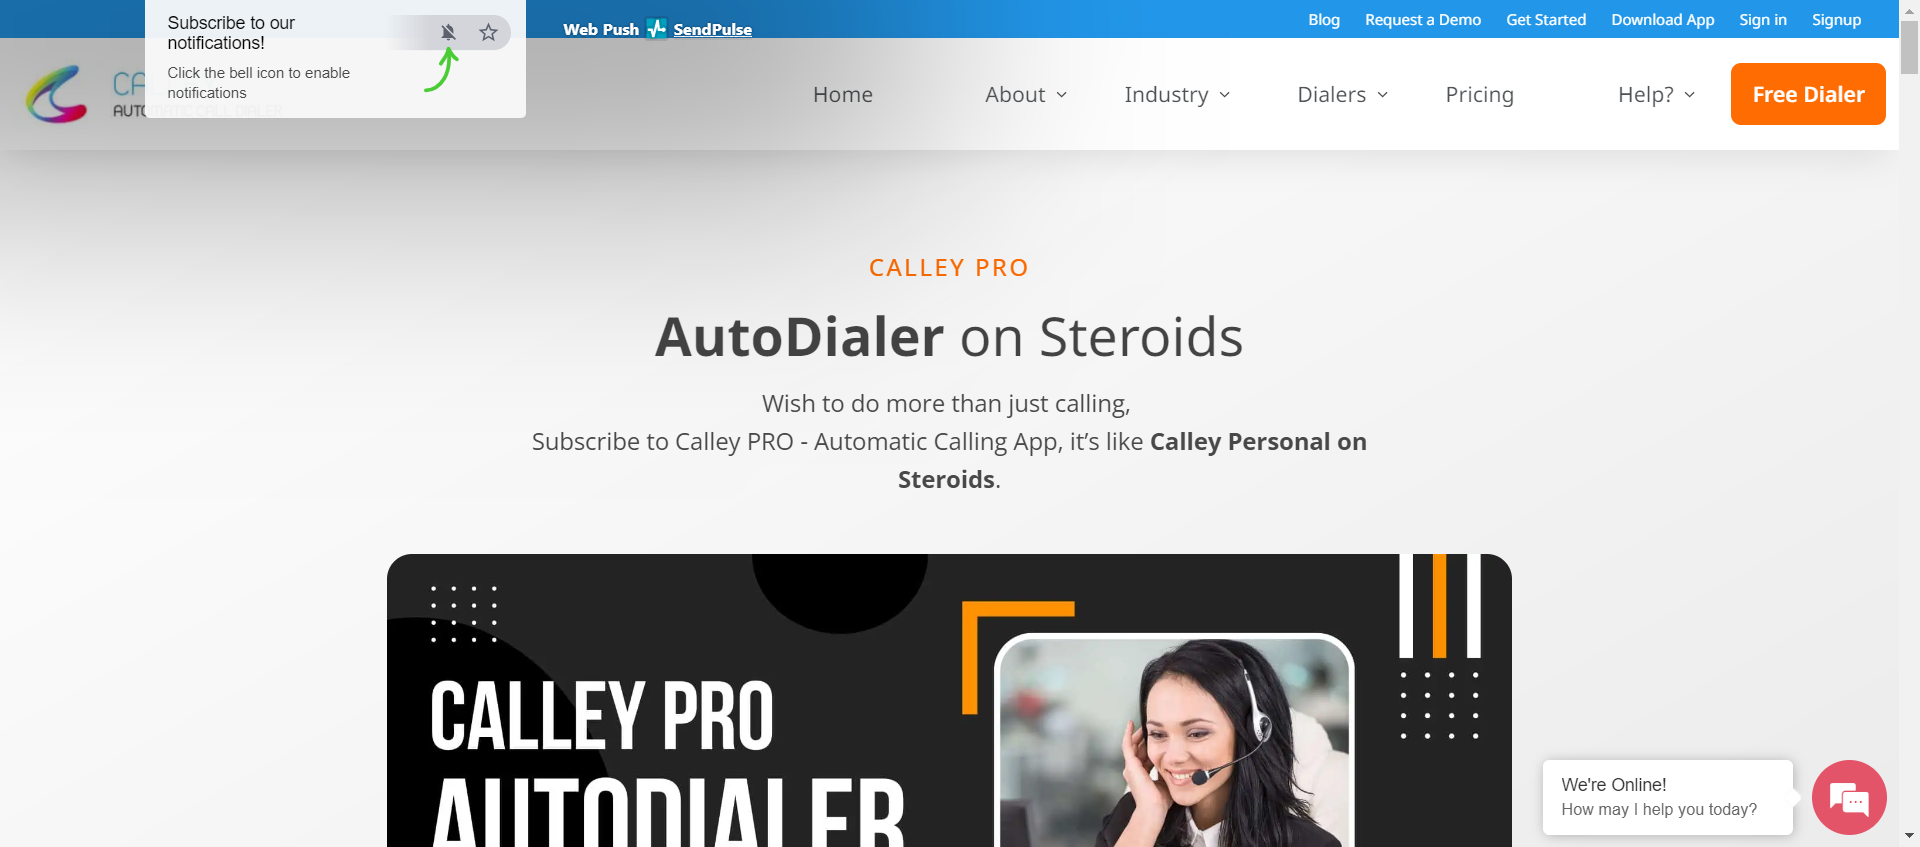 Subscribe to our
notifications!
Click the bell icon to enable
notifications
Web Push SendPulse
Blog Request a Demo Get Started Download App Sign in Signup
Home About Industry Dialers Pricing Help? Free Dialer
CALLEY PRO
AutoDialer on Steroids
Wish to do more than just calling,
Subscribe to Calley PRO - Automatic Calling App, it’s like Calley Personal on
Steroids.
CALLEY PRO
AUTODIALER
We're Online!
How may I help you today?